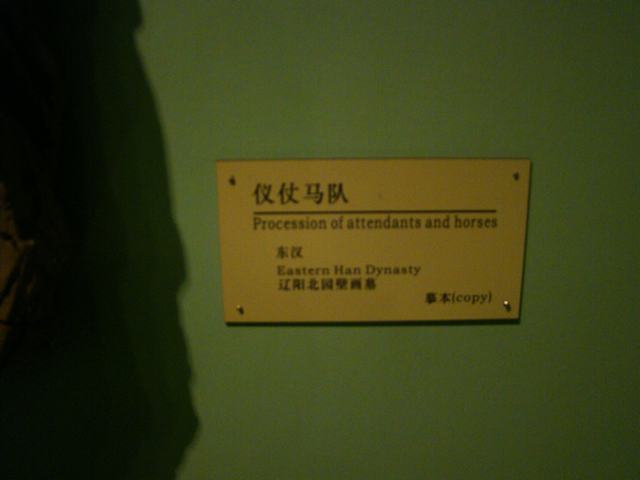 仪仗马队
Procession of attendants and horses
东汉
Eastern Han Dynasty
辽阳北园壁画墓
摹本(copy)